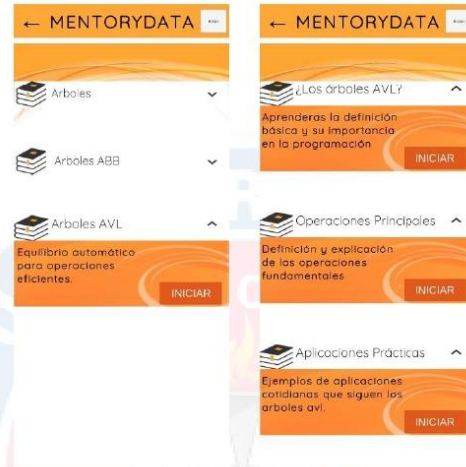 ← MENTORYDATA
Arboles
Arboles ABB
Arboles AVL
Equilibrio automático
para operaciones
eficientes.
INICIAR
← MENTORYDATA
¿Los árboles AVL?
Aprenderas la definición
básica y su importancia
en la programación
INICIAR
Operaciones Principales
Definición y explicación
de las operaciones
fundamentales
INICIAR
Aplicaciones Prácticas
Ejemplos de aplicaciones
cotidianas que siguen los
arboles avl.
INICIAR